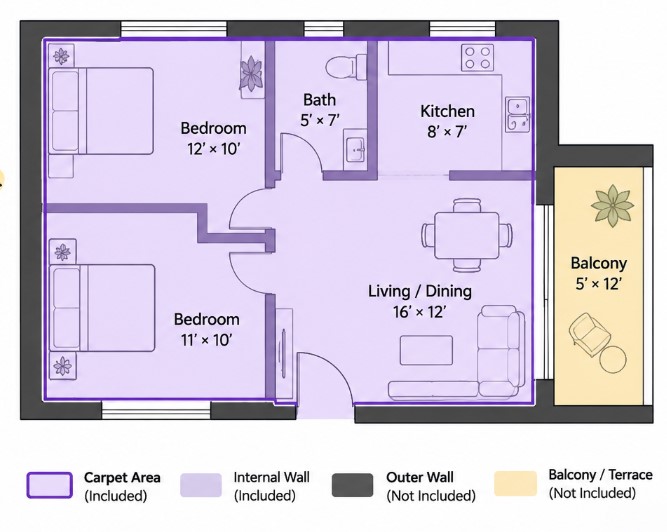 Bedroom
12' × 10'
Bath
5' × 7'
Kitchen
8' × 7'
Bedroom
11' × 10'
Living / Dining
16' × 12'
Balcony
5' × 12'
Carpet Area
(Included)
Internal Wall
(Included)
Outer Wall
(Not Included)
Balcony / Terrace
(Not Included)